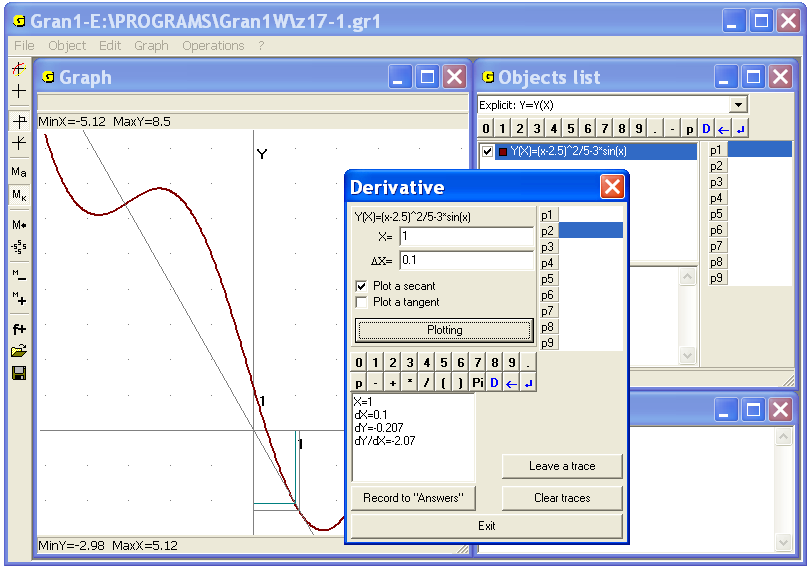 Gran1-E:\PROGRAMS\Gran1W\z17-1.gr1
File Object Edit Graph Operations ?
Graph
MinX=-5.12 MaxY=8.5
Y
1
1
MinY=-2.98 MaxX=5.12
Ma
Mк
M
M
M
f+
Objects list
Explicit: Y=Y(X)
0 1 2 3 4 5 6 7 8 9 . - p D ← ↵
Y(X)=(x-2.5)^2/5-3*sin(x)
p1
p2
p3
p4
p5
p6
p7
p8
p9
Derivative
Y(X)=(x-2.5)^2/5-3*sin(x)
X= 1
ΔX= 0.1
Plot a secant
Plot a tangent
Plotting
p1
p2
p3
p4
p5
p6
p7
p8
p9
0 1 2 3 4 5 6 7 8 9 .
p - + * / ( ) Pi D ← ↵
X=1
dX=0.1
dY=-0.207
dY/dX=-2.07
Leave a trace
Record to "Answers" Clear traces
Exit